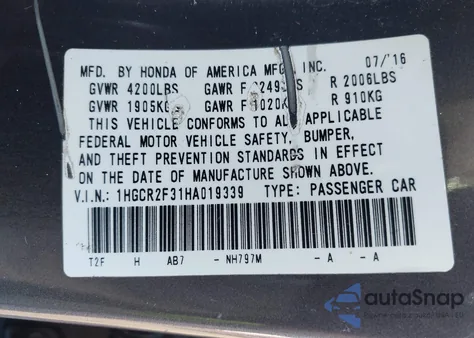 MFD. BY HONDA OF AMERICA MFG., INC. 07/16
GVWR 4200LBS GAWR F R 2006LBS
GVWR 1905KG GAWR F 1020KG R 910KG
THIS VEHICLE CONFORMS TO ALL APPLICABLE
FEDERAL MOTOR VEHICLE SAFETY, BUMPER,
AND THEFT PREVENTION STANDARDS IN EFFECT
ON THE DATE OF MANUFACTURE SHOWN ABOVE.
V.I.N.: 1HGCR2F31HA019339 TYPE: PASSENGER CAR
T2F H AB7 - NH797M - A - A
autoSnap